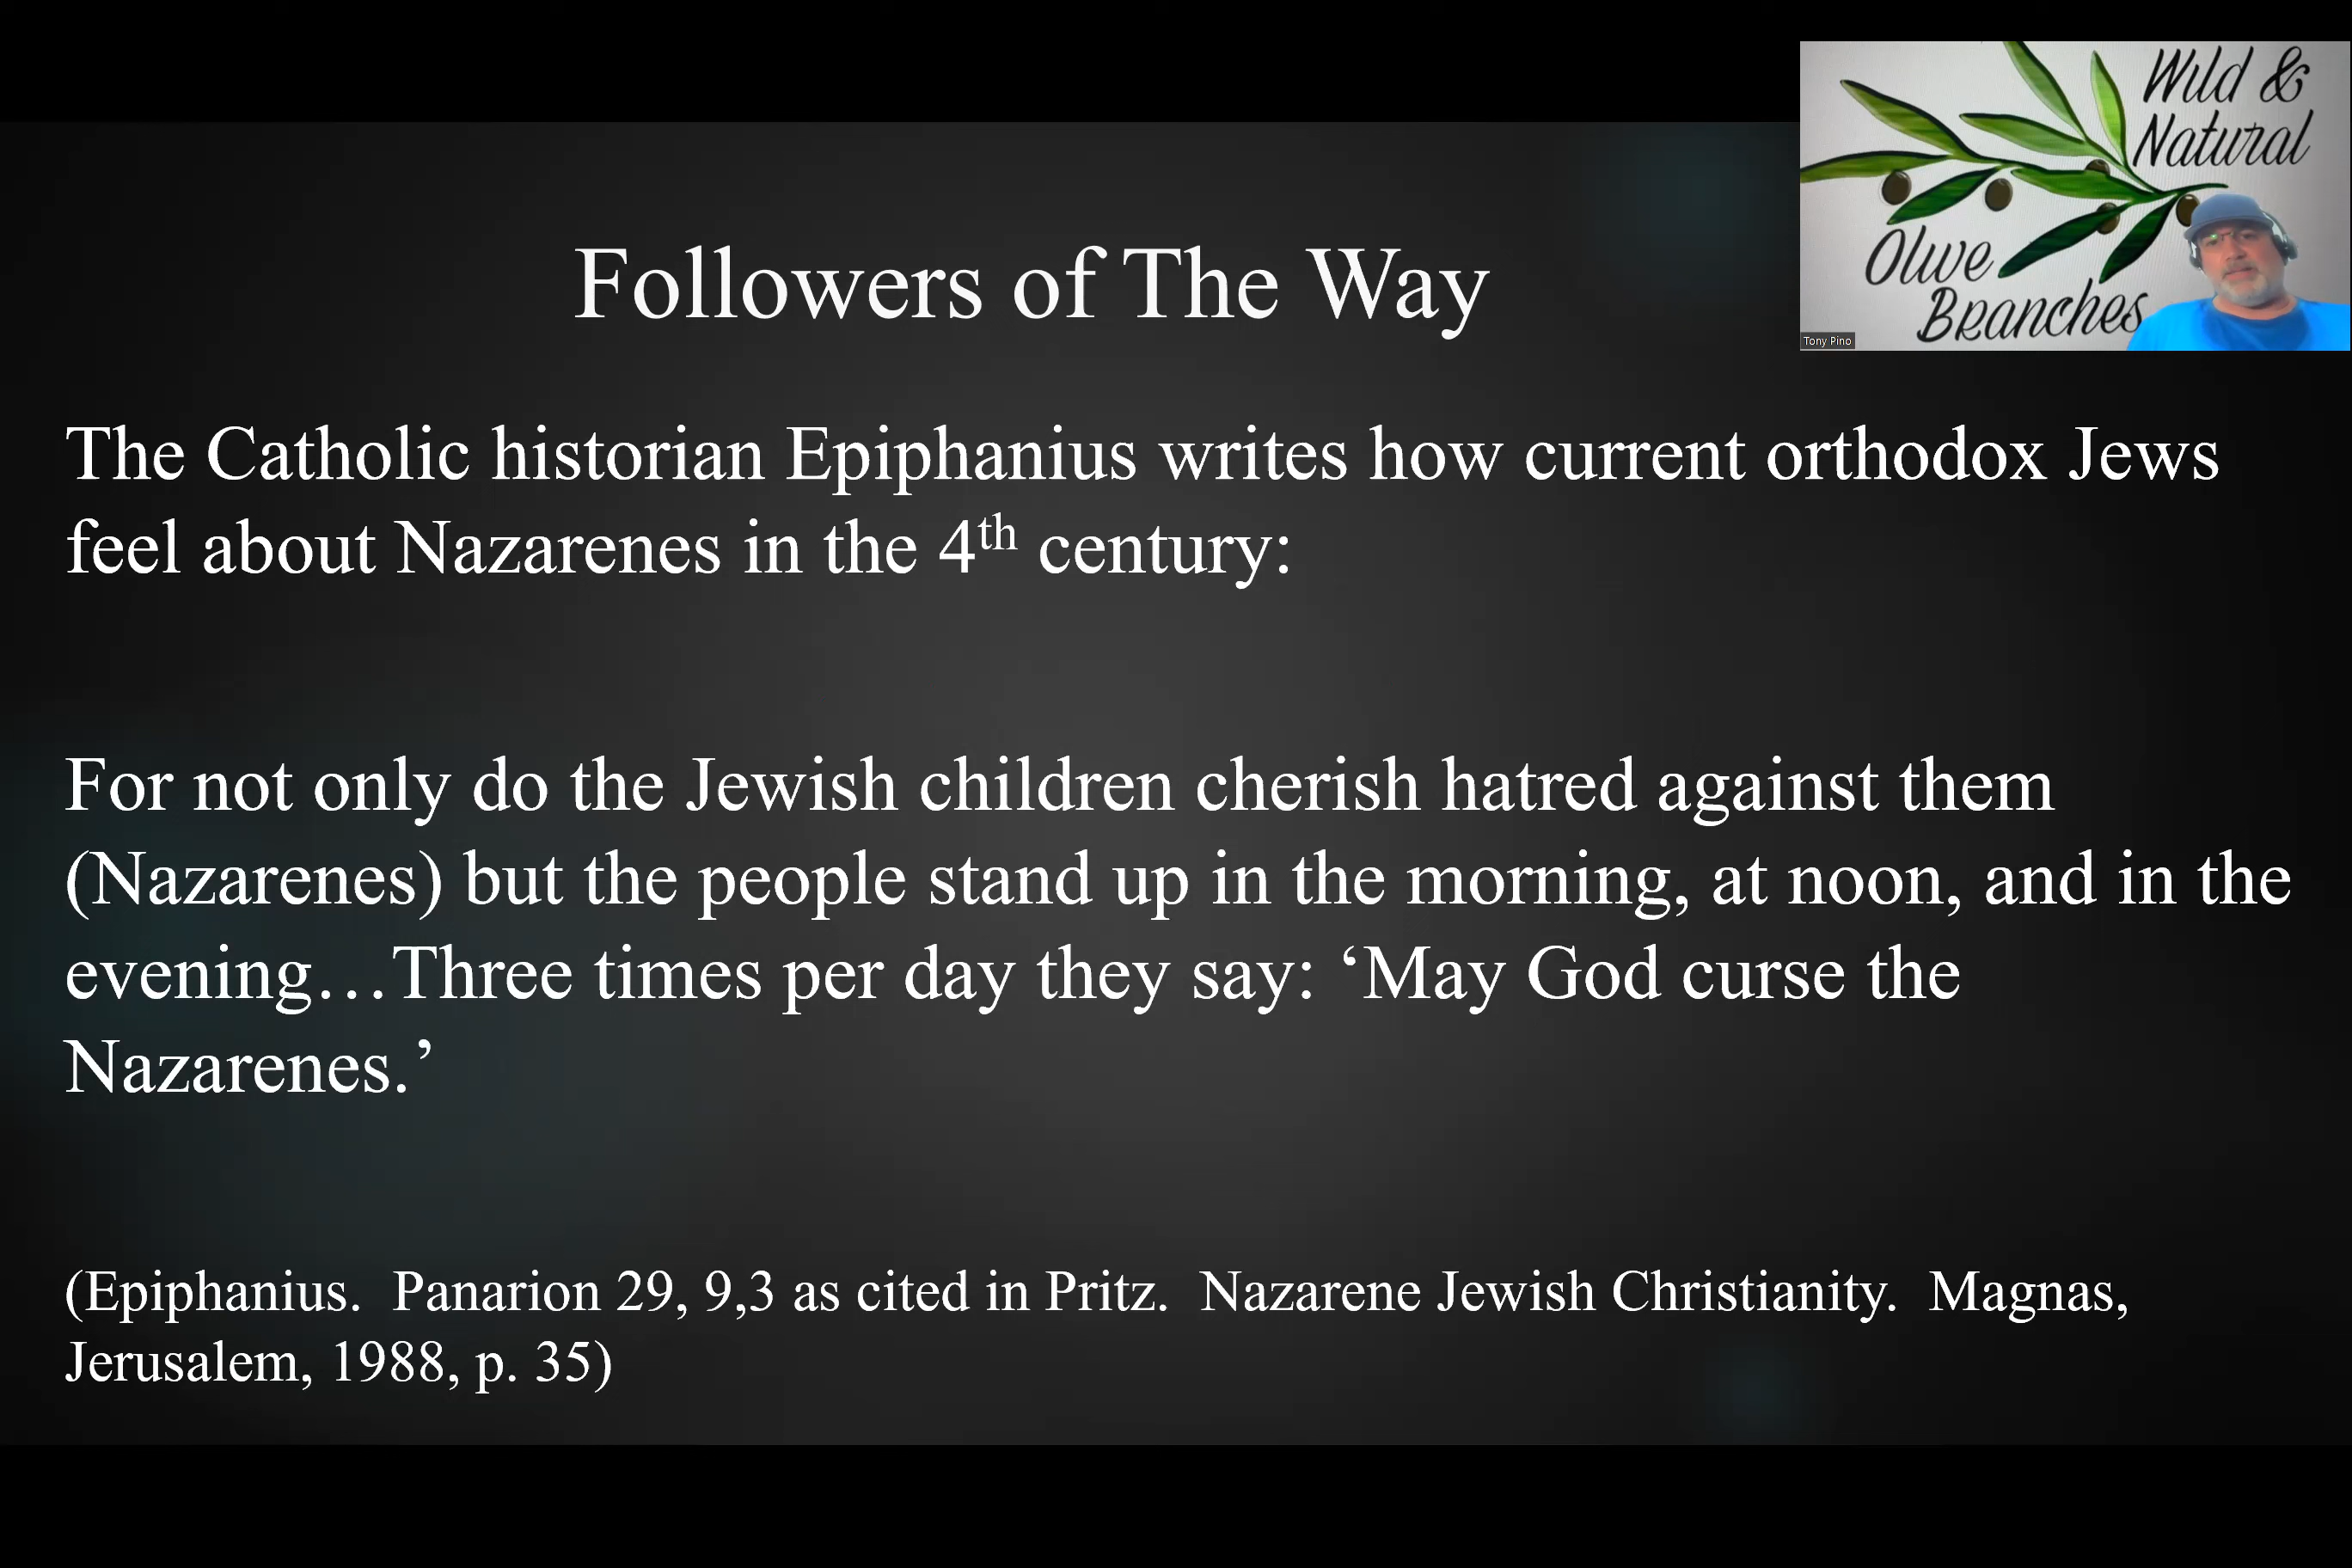 Wild &
Natural
Olive
Branches
Tony Pino
Followers of The Way
The Catholic historian Epiphanius writes how current orthodox Jews
feel about Nazarenes in the 4th century:
For not only do the Jewish children cherish hatred against them
(Nazarenes) but the people stand up in the morning, at noon, and in the
evening…Three times per day they say: ‘May God curse the
Nazarenes.’
(Epiphanius.  Panarion 29, 9,3 as cited in Pritz.  Nazarene Jewish Christianity.  Magnas,
Jerusalem, 1988, p. 35)